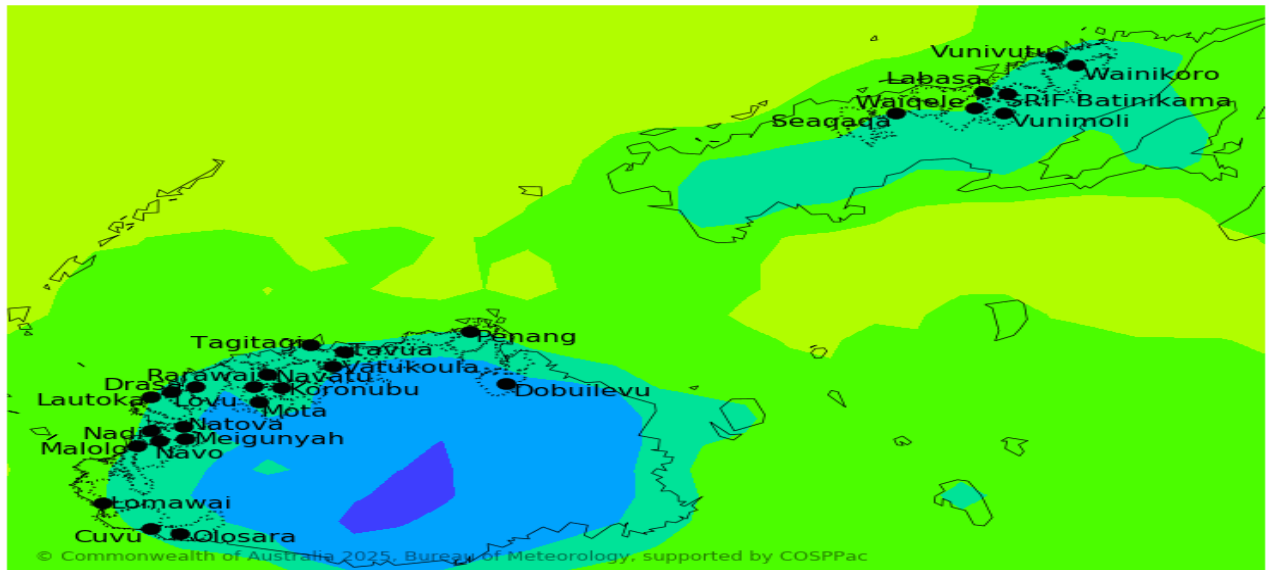 Vunivutu
Wainikoro
Labasa
SRIF Batinikama
Waiqele
Seaqaqa
Vunimoli
Penang
Tagitagi
Tavua
Vatukoula
Rarawai
Navatu
Drasa
Koronubu
Dobuilevu
Lautoka
Lovu
Mota
Natova
Nadi
Meigunyah
Malolo
Navo
Lomawai
Cuvu
Olosara
© Commonwealth of Australia 2025, Bureau of Meteorology, supported by COSPPac